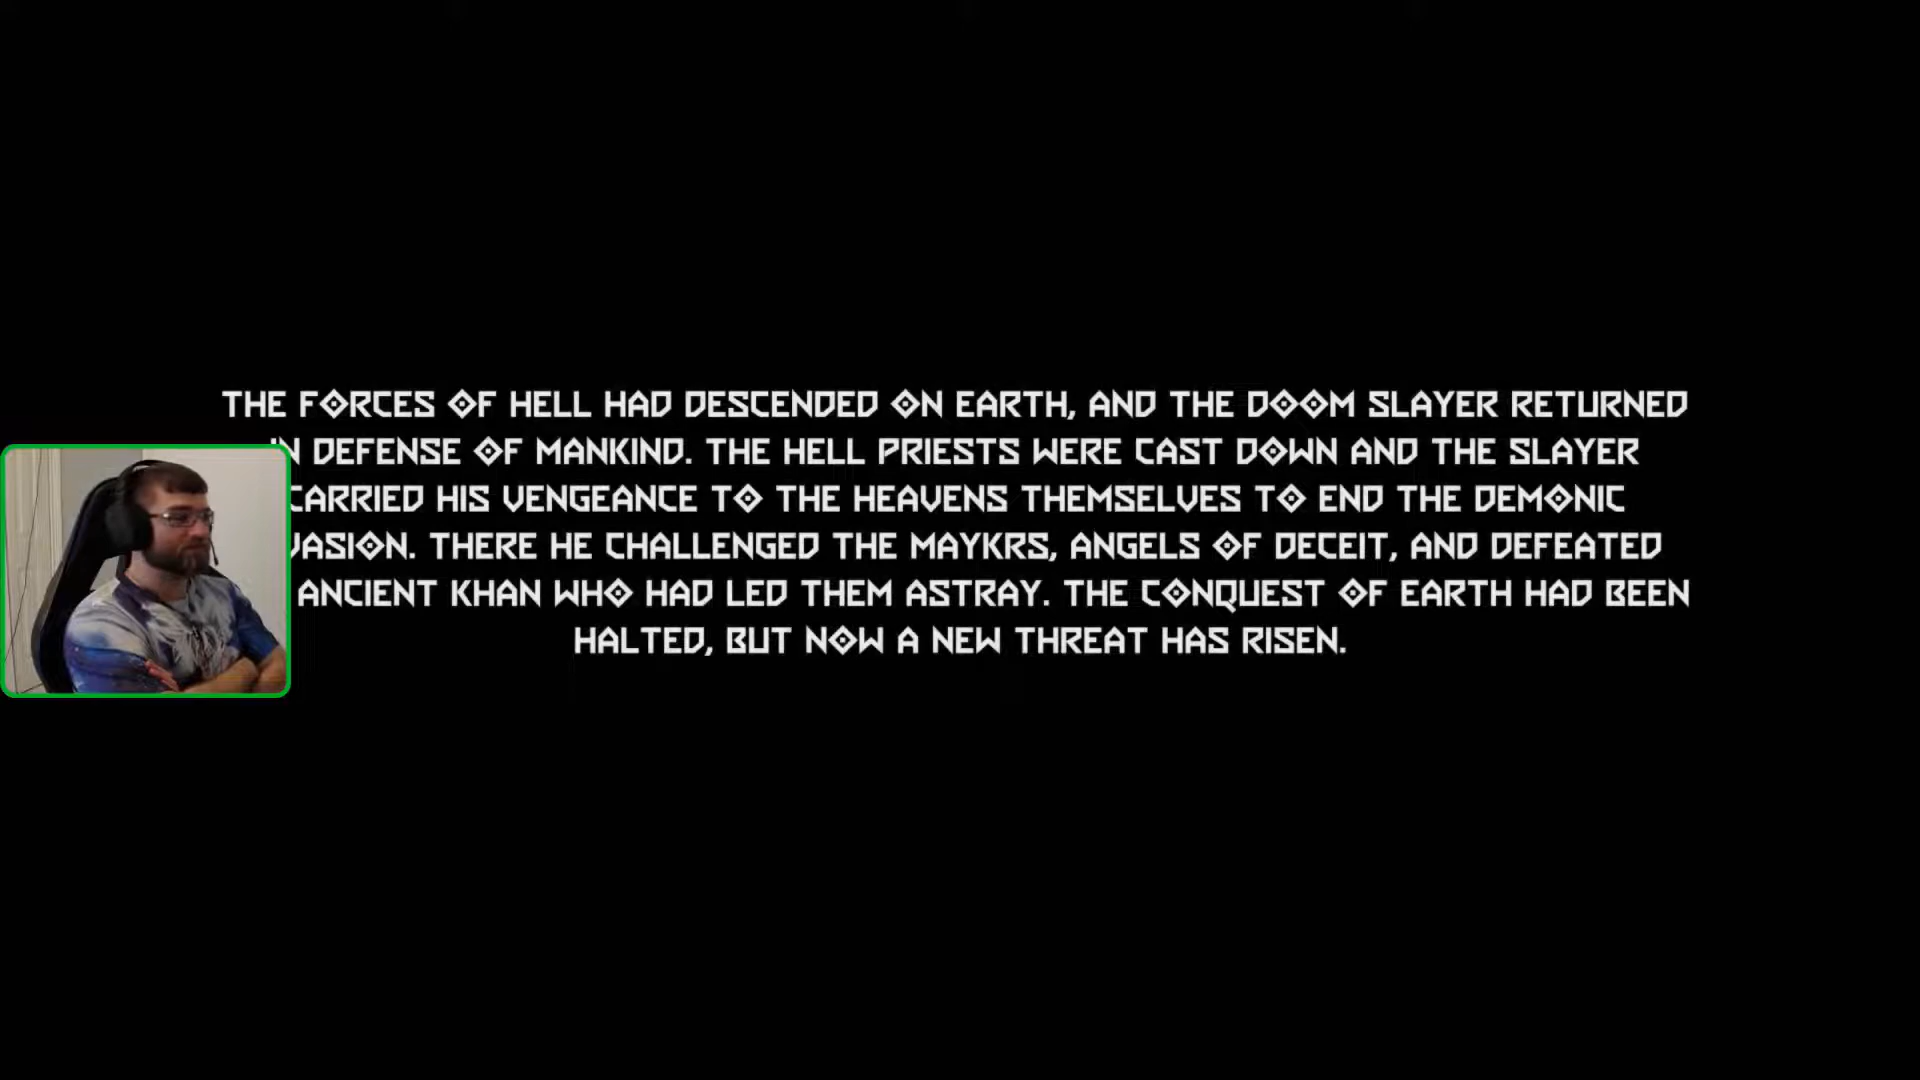 THE FORCES OF HELL HAD DESCENDED ON EARTH, AND THE DOOM SLAYER RETURNED
IN DEFENSE OF MANKIND. THE HELL PRIESTS WERE CAST DOWN AND THE SLAYER
CARRIED HIS VENGEANCE TO THE HEAVENS THEMSELVES TO END THE DEMONIC
THERE HE CHALLENGED THE MAYKRS, ANGELS OF DECEIT, AND DEFEATED
ANCIENT KHAN WHO HAD LED THEM ASTRAY. THE CONQUEST OF EARTH HAD BEEN
HALTED, BUT NOW A NEW THREAT HAS RISEN.